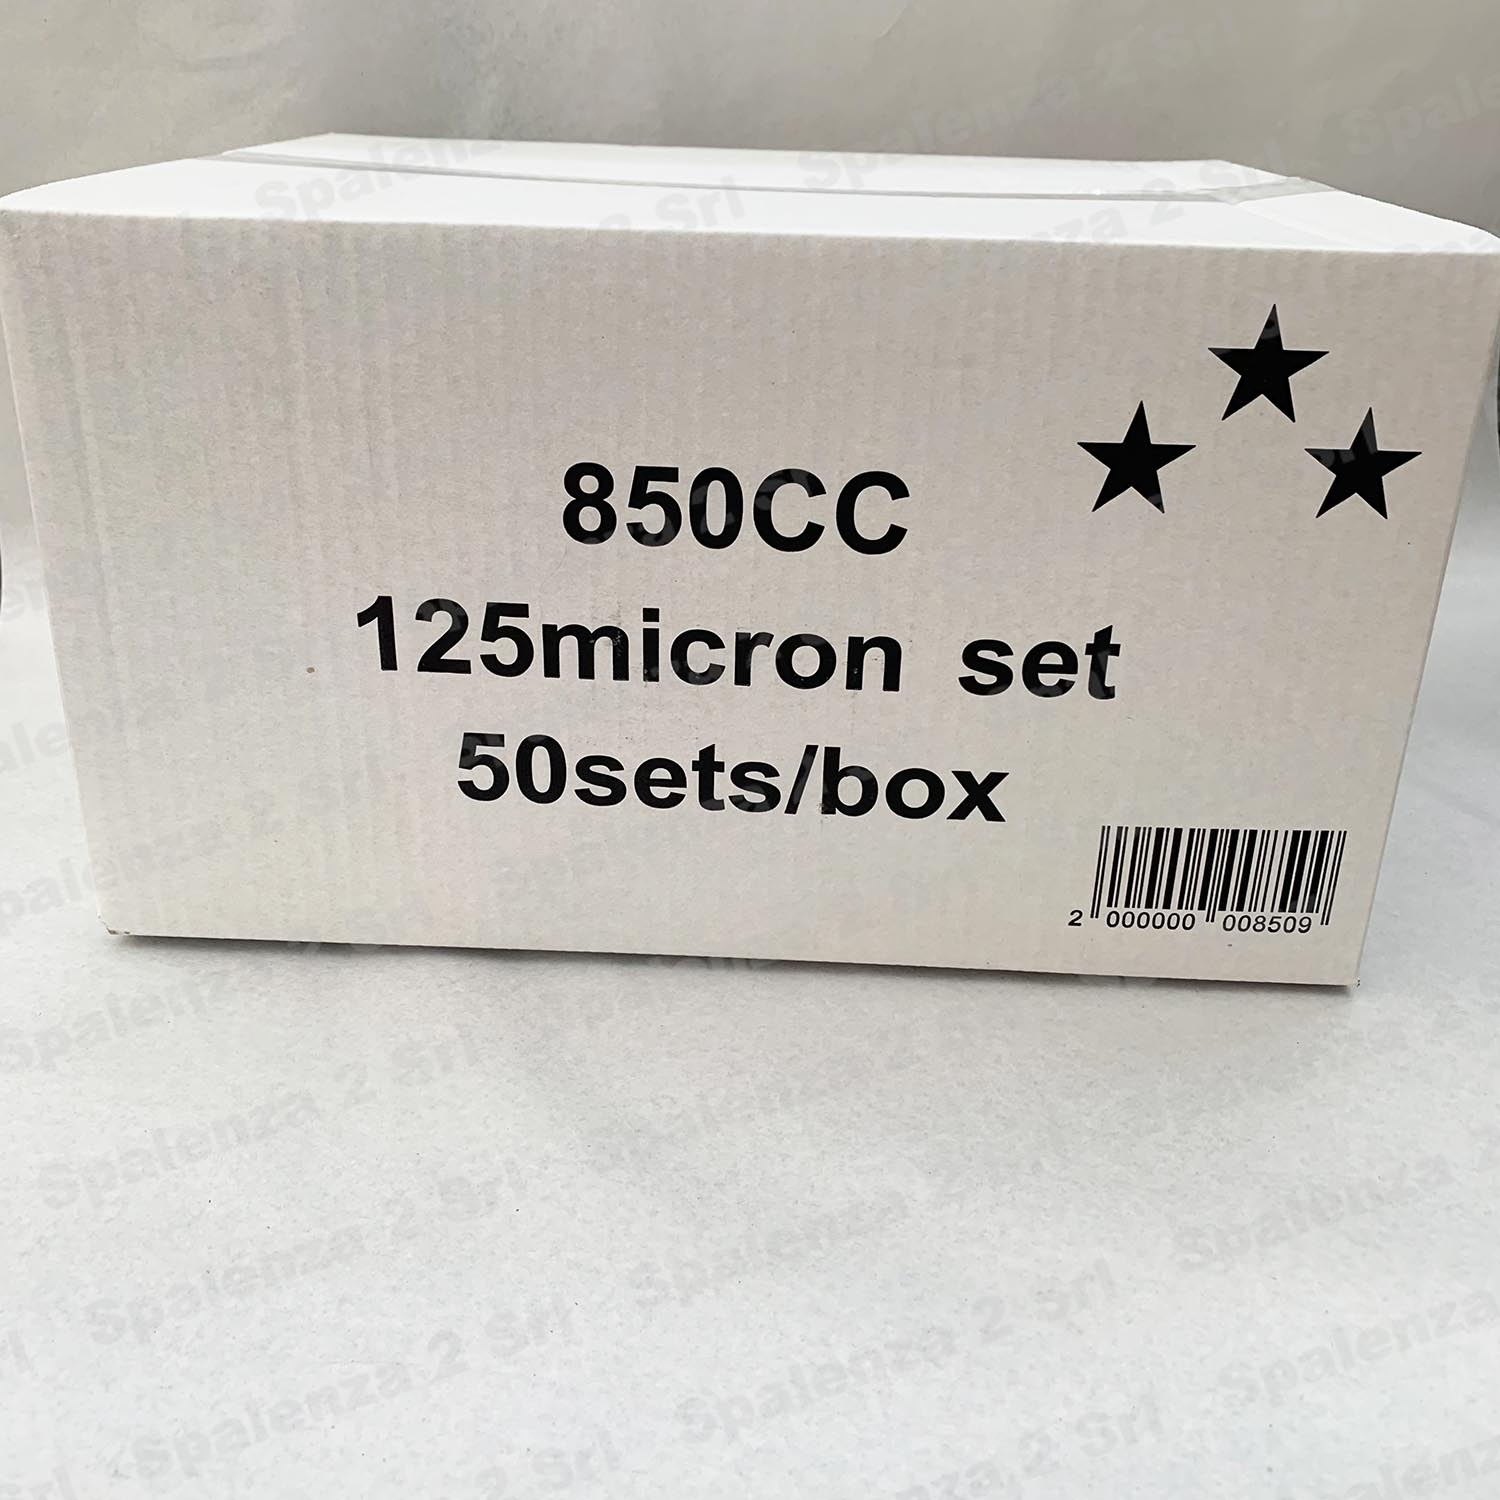 850CC
125micron set
50sets/box
2 000000 008509
Spalenza 2 Srl